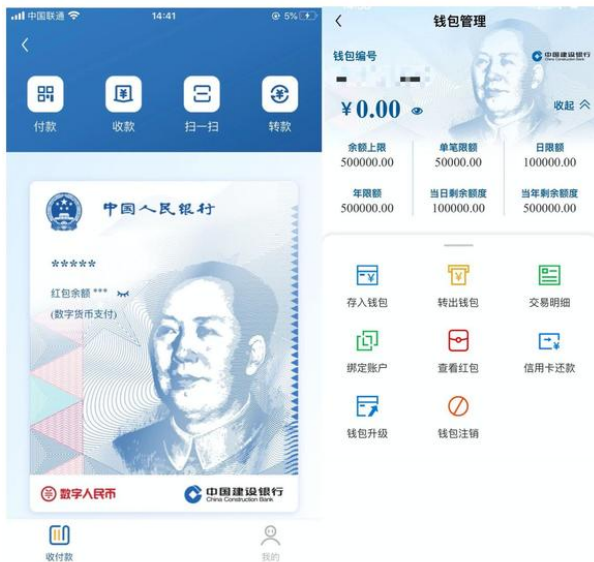 中国联通
14:41
5%
付款
收款
扫一扫
转款
中国人民银行
*****
红包余额 ***
(数字货币支付)
数字人民币
中国建设银行
China Construction Bank
收付款
我的
钱包管理
钱包编号
中国建设银行
China Construction Bank
¥0.00
收起
余额上限
单笔限额
日限额
500000.00
50000.00
100000.00
年限额
当日剩余额度
当年剩余额度
500000.00
100000.00
500000.00
存入钱包
转出钱包
交易明细
绑定账户
查看红包
信用卡还款
钱包升级
钱包注销